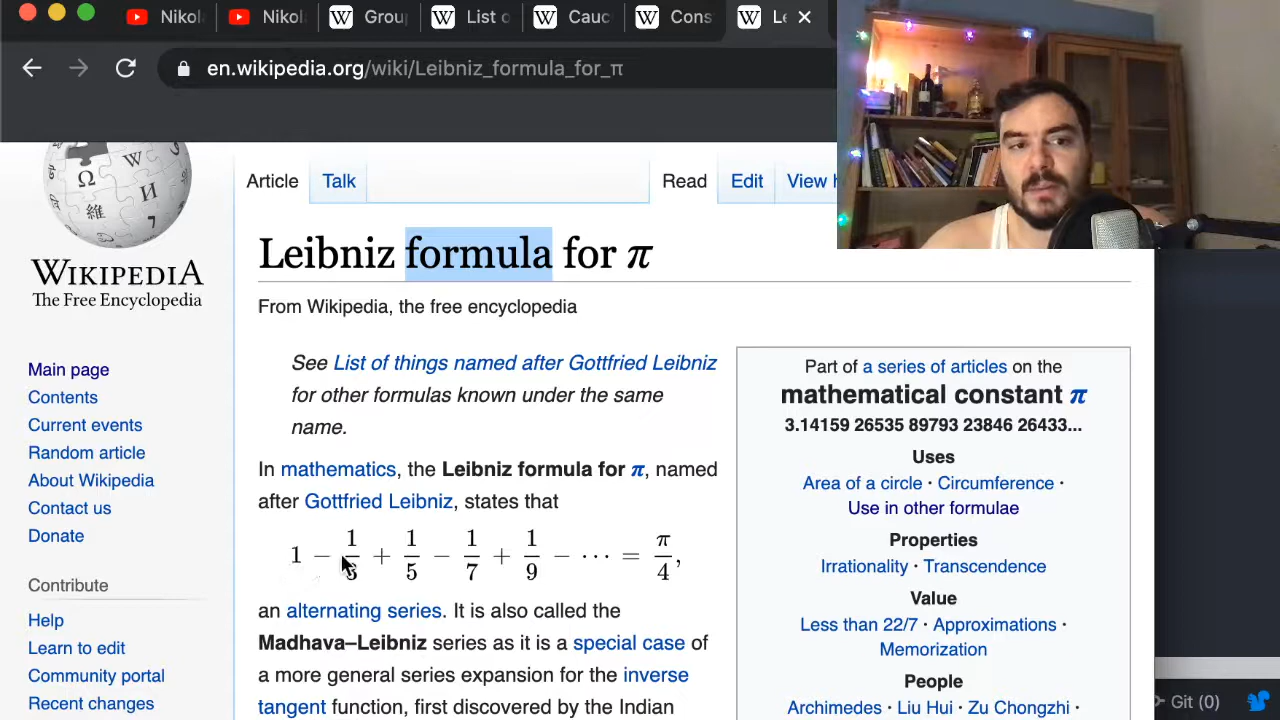 Nikol Nikol Grou List o Cauc Cons Le
en.wikipedia.org/wiki/Leibniz_formula_for_π
Article Talk Read Edit View
Leibniz formula for π
From Wikipedia, the free encyclopedia
WIKIPEDIA
The Free Encyclopedia
Main page
Contents
Current events
Random article
About Wikipedia
Contact us
Donate
Contribute
Help
Learn to edit
Community portal
Recent changes
See List of things named after Gottfried Leibniz
for other formulas known under the same
name.
In mathematics, the Leibniz formula for π, named
after Gottfried Leibniz, states that
1 − 1/3 + 1/5 − 1/7 + 1/9 − ⋯ = π/4,
an alternating series. It is also called the
Madhava–Leibniz series as it is a special case of
a more general series expansion for the inverse
tangent function, first discovered by the Indian
Part of a series of articles on the
mathematical constant π
3.14159 26535 89793 23846 26433...
Uses
Area of a circle · Circumference ·
Use in other formulae
Properties
Irrationality · Transcendence
Value
Less than 22/7 · Approximations ·
Memorization
People
Archimedes · Liu Hui · Zu Chongzhi ·
Git (0)